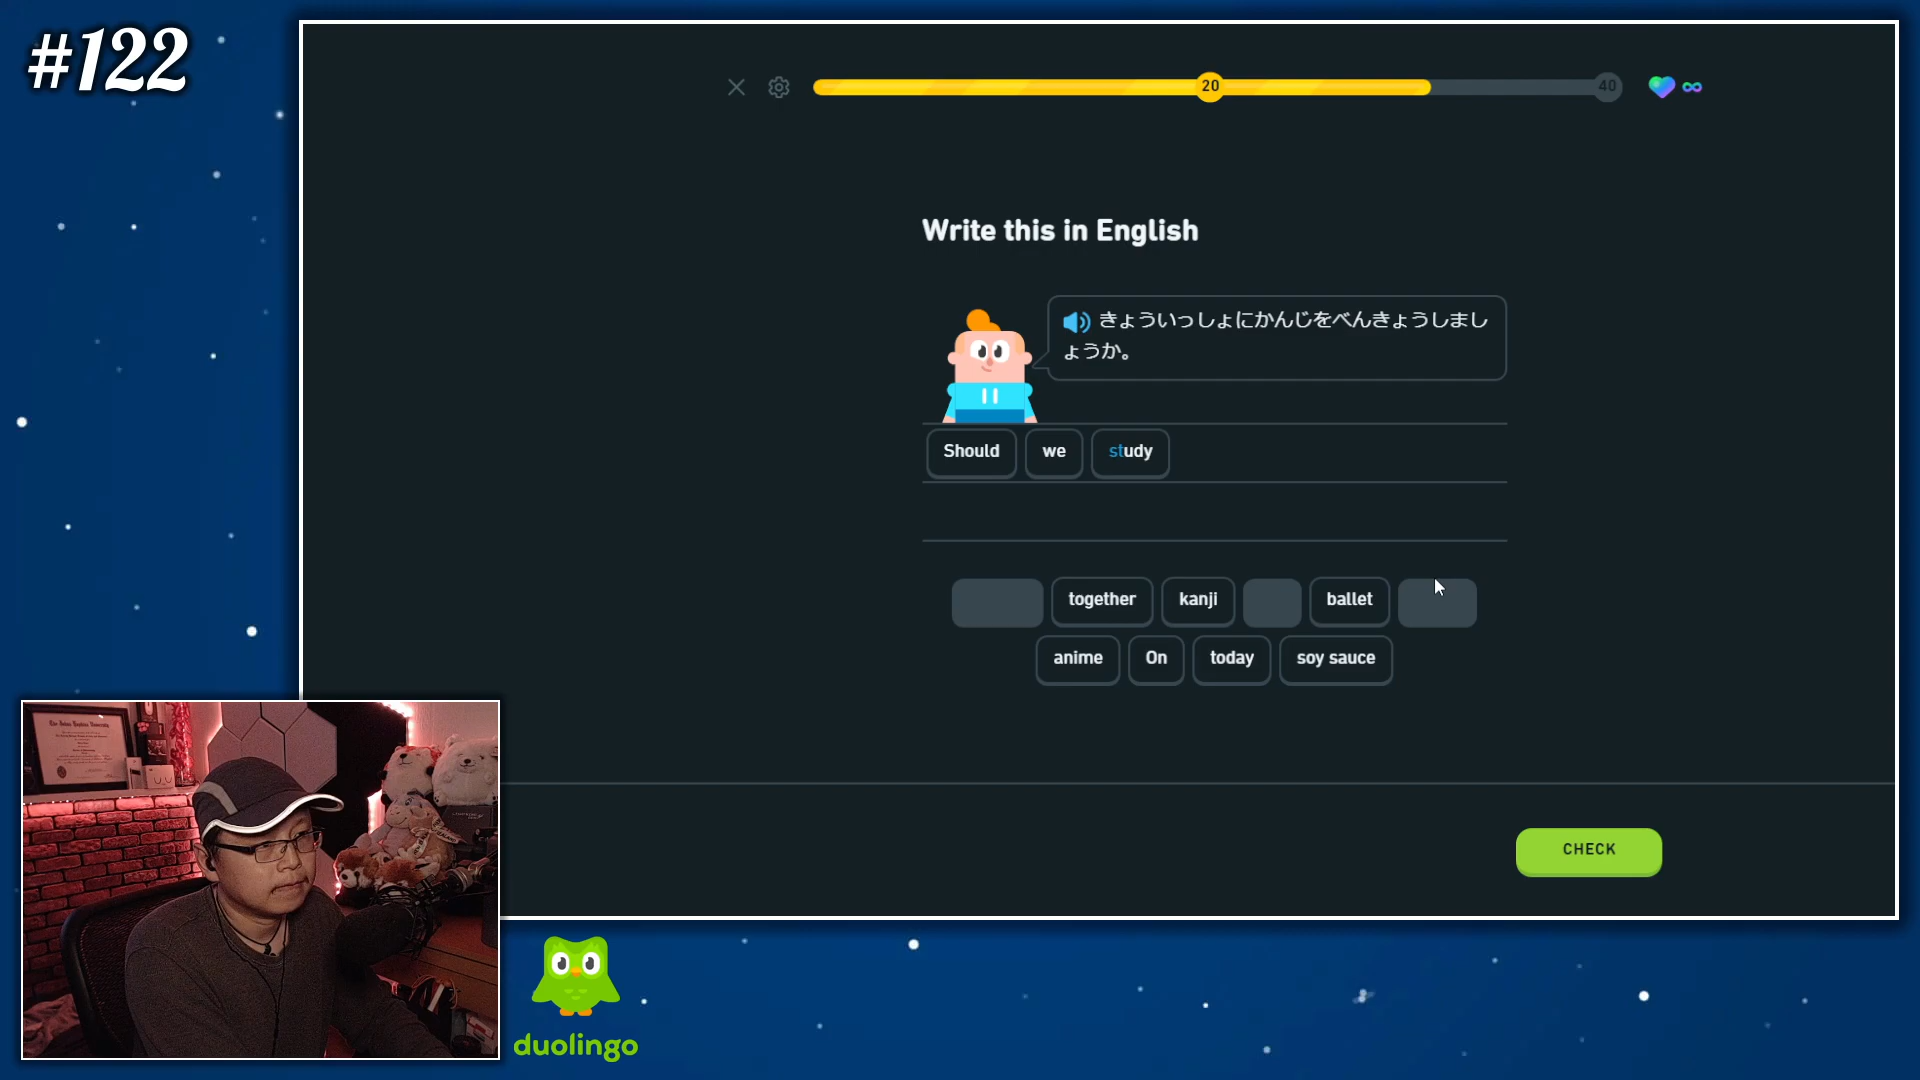 #122
20
40
Write this in English
きょういっしょにかんじをべんきょうしまし
ょうか。
Should we study
together kanji ballet
anime On today soy sauce
CHECK
duolingo